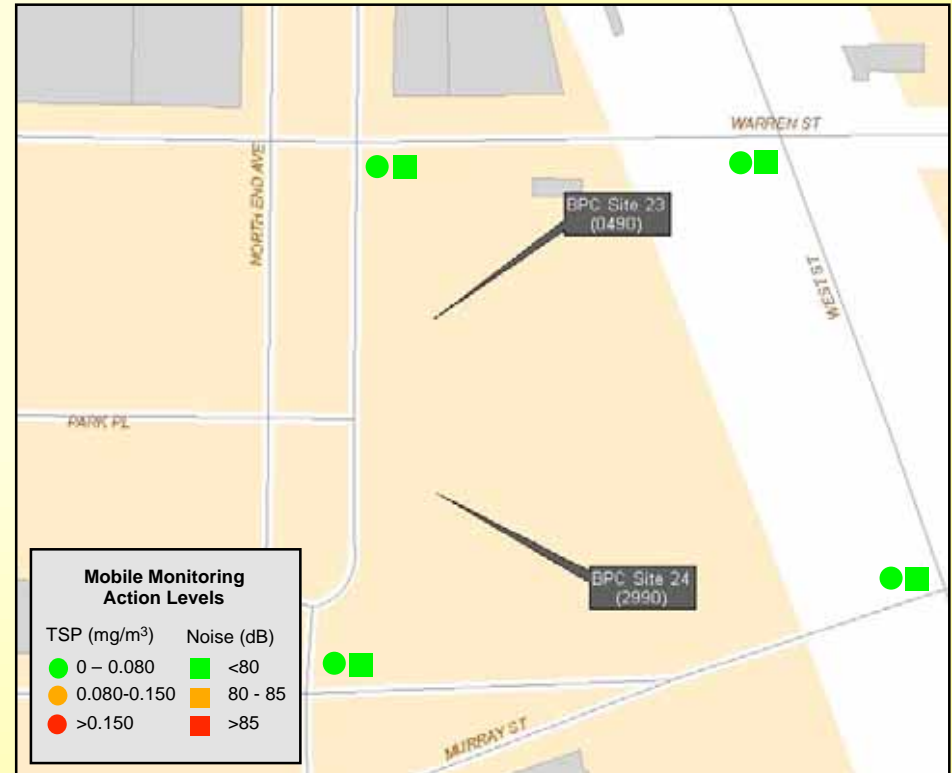 WARREN ST
NORTH END AVE
BPC Site 23
(0490)
WEST ST
PARK PL
BPC Site 24
(2990)
MURRAY ST
Mobile Monitoring
Action Levels
TSP (mg/m³) Noise (dB)
0 – 0.080 <80
0.080-0.150 80 - 85
>0.150 >85